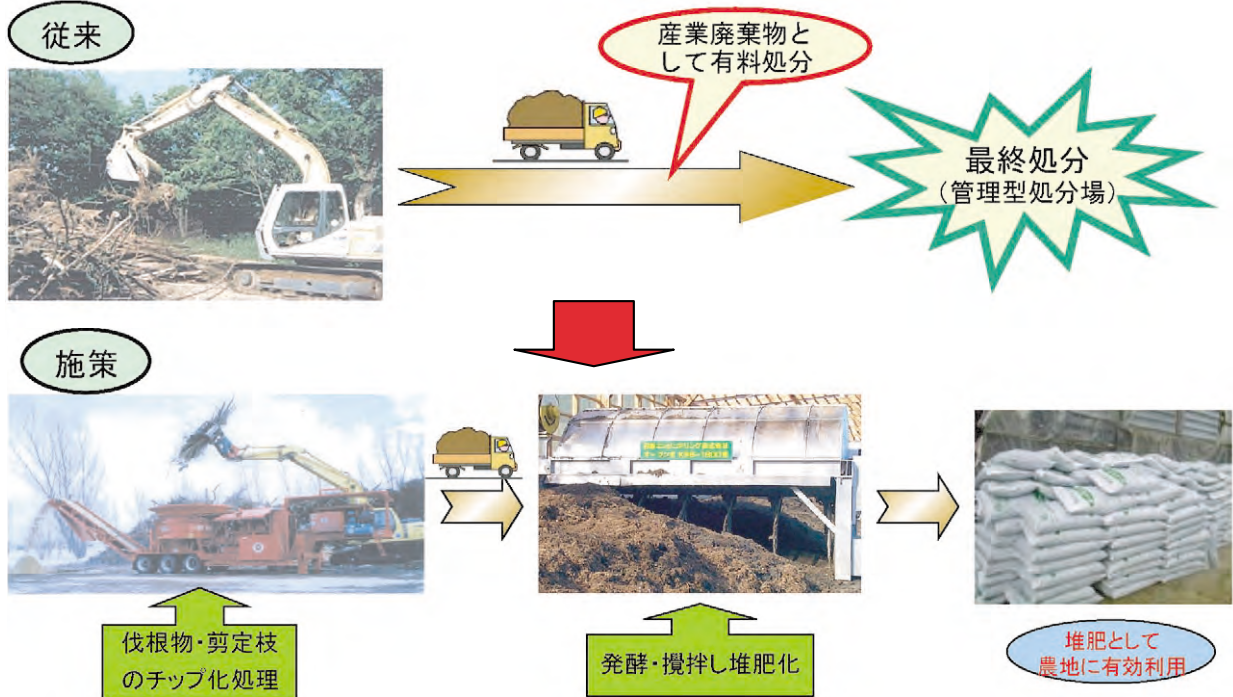 従来
産業廃棄物と
して有料処分
最終処分
(管理型処分場)
施策
伐根物・剪定枝
のチップ化処理
発酵・攪拌し堆肥化
堆肥として
農地に有効利用